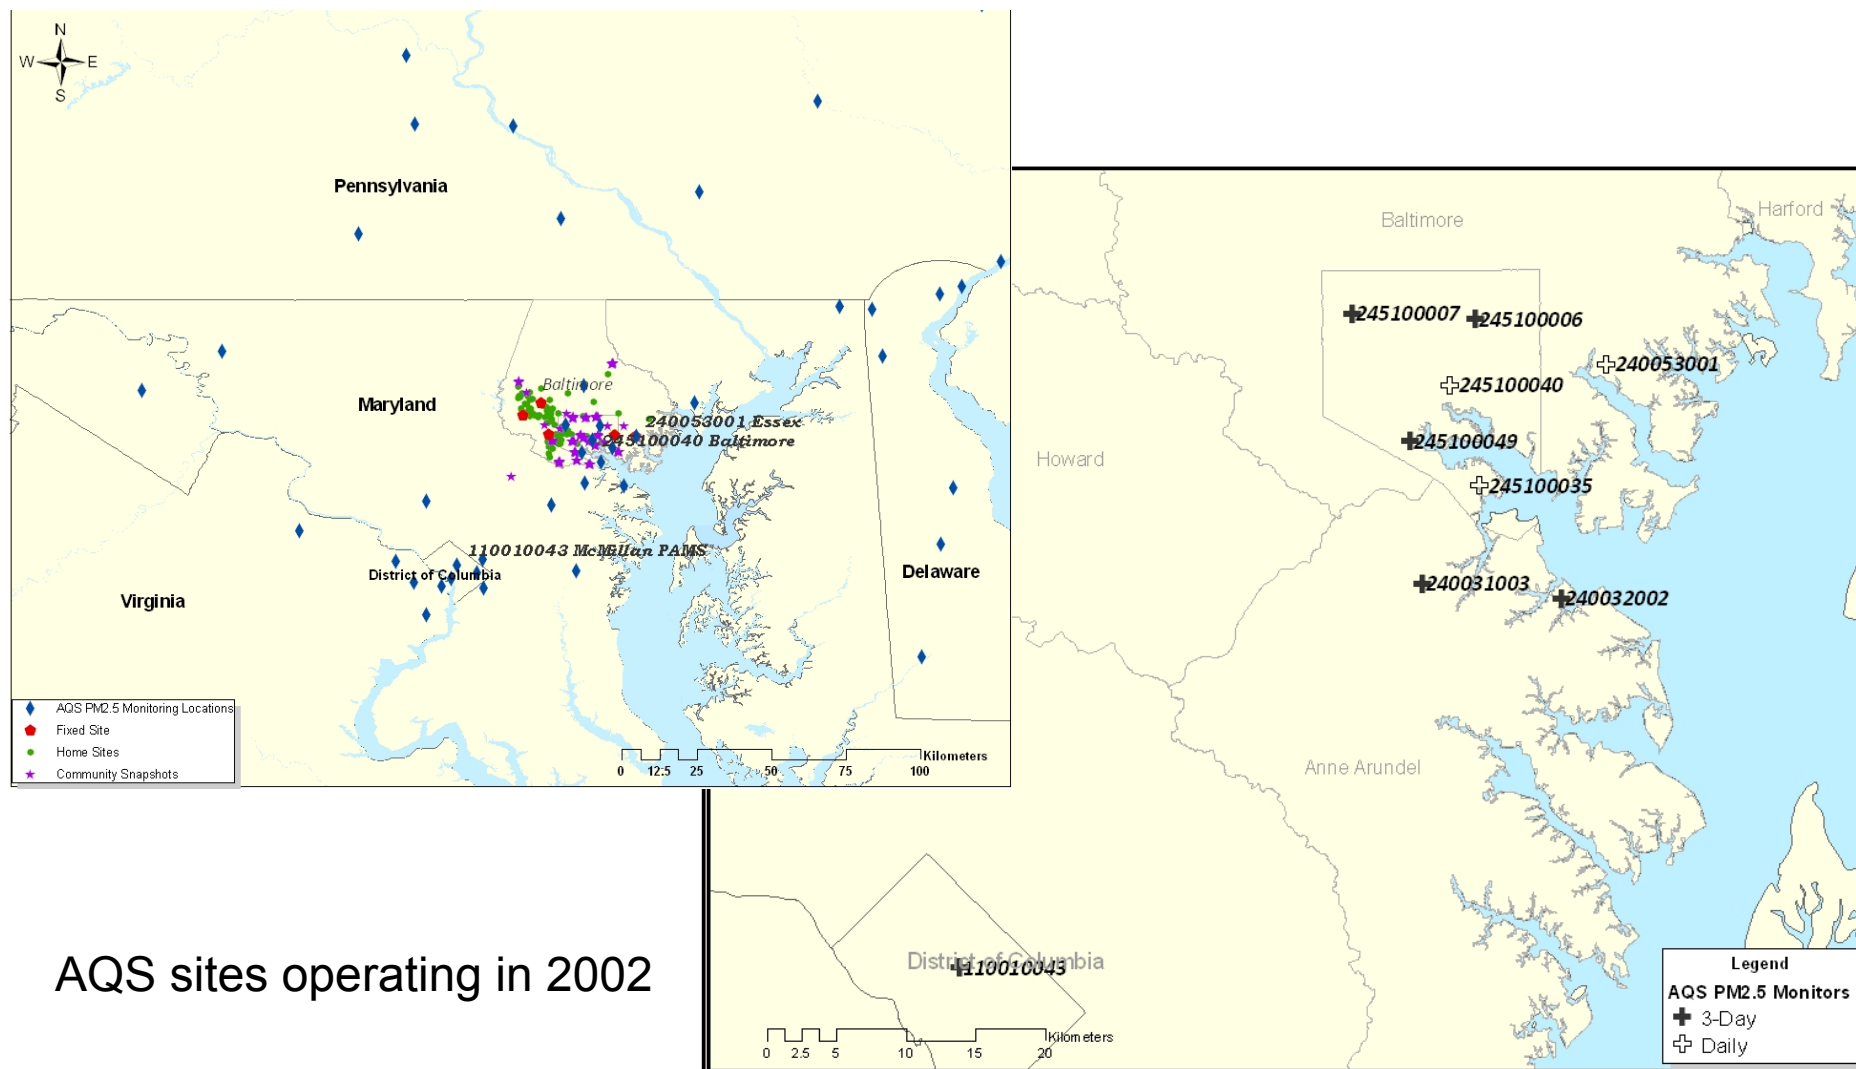 N
W E
S
Pennsylvania
Maryland
Baltimore
240053001 Essex
245100040 Baltimore
110010043 McMillan PAMS
District of Columbia
Virginia
Delaware
AQS PM2.5 Monitoring Locations
Fixed Site
Home Sites
Community Snapshots
Kilometers
0 12.5 25 50 75 100
Baltimore
Harford
245100007
245100006
240053001
245100040
245100049
Howard
245100035
240031003
240032002
Anne Arundel
District of Columbia
110010043
Kilometers
0 2.5 5 10 15 20
Legend
AQS PM2.5 Monitors
3-Day
Daily
AQS sites operating in 2002